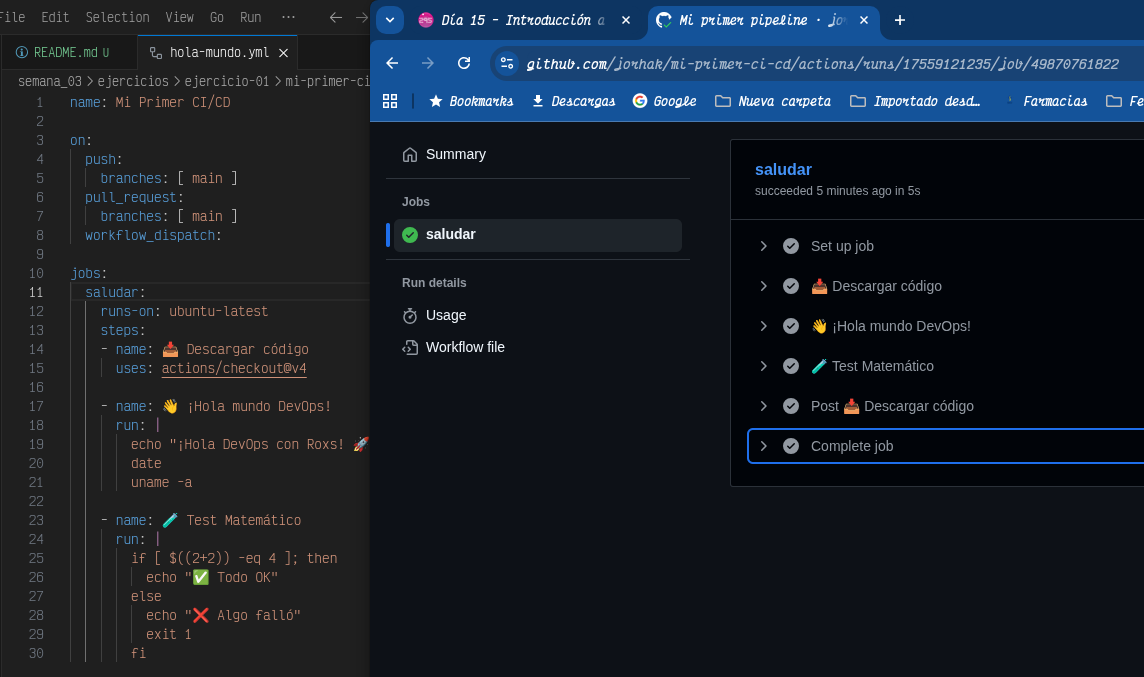 File Edit Selection View Go Run ···
README.md U
hola-mundo.yml
semana_03 > ejercicios > ejercicio-01 > mi-primer-ci
1 name: Mi Primer CI/CD
2
3 on:
4 push:
5 branches: [ main ]
6 pull_request:
7 branches: [ main ]
8 workflow_dispatch:
9
10 jobs:
11 saludar:
12 runs-on: ubuntu-latest
13 steps:
14 - name: 📥 Descargar código
15 uses: actions/checkout@v4
16
17 - name: 👋 ¡Hola mundo DevOps!
18 run: |
19 echo "¡Hola DevOps con Roxs! 🚀
20 date
21 uname -a
22
23 - name: 🧪 Test Matemático
24 run: |
25 if [ $((2+2)) -eq 4 ]; then
26 echo "✅ Todo OK"
27 else
28 echo "❌ Algo falló"
29 exit 1
30 fi
Día 15 - Introducción a
Mi primer pipeline · jo
github.com/jorhak/mi-primer-ci-cd/actions/runs/17559121235/job/49870761822
Bookmarks Descargas Google Nueva carpeta Importado desd… Farmacias Fe
Summary
Jobs
saludar
Run details
Usage
Workflow file
saludar
succeeded 5 minutes ago in 5s
Set up job
📥 Descargar código
👋 ¡Hola mundo DevOps!
🧪 Test Matemático
Post 📥 Descargar código
Complete job